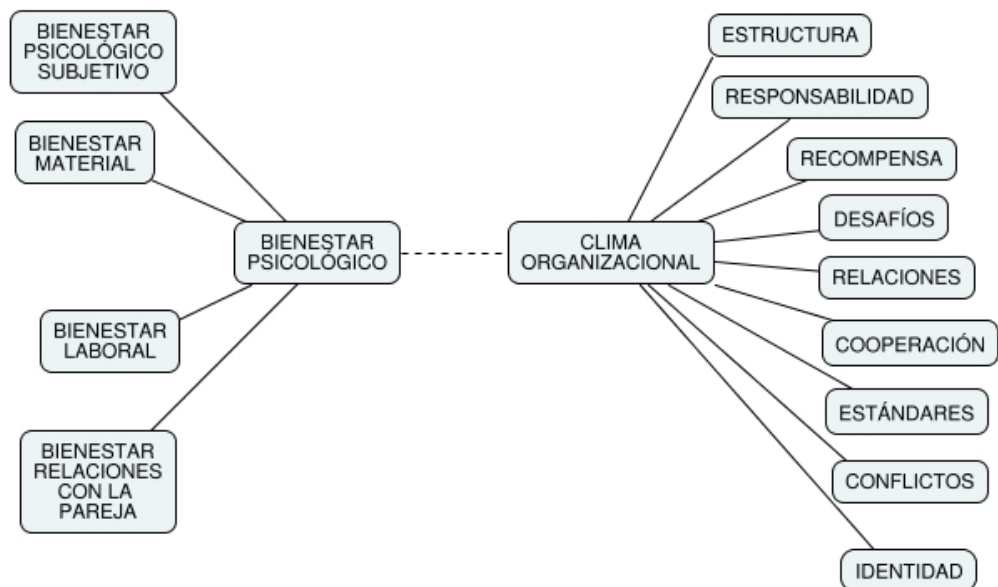 BIENESTAR
PSICOLÓGICO
SUBJETIVO
BIENESTAR
MATERIAL
BIENESTAR
PSICOLÓGICO
BIENESTAR
LABORAL
BIENESTAR
RELACIONES
CON LA
PAREJA
CLIMA
ORGANIZACIONAL
ESTRUCTURA
RESPONSABILIDAD
RECOMPENSA
DESAFÍOS
RELACIONES
COOPERACIÓN
ESTÁNDARES
CONFLICTOS
IDENTIDAD